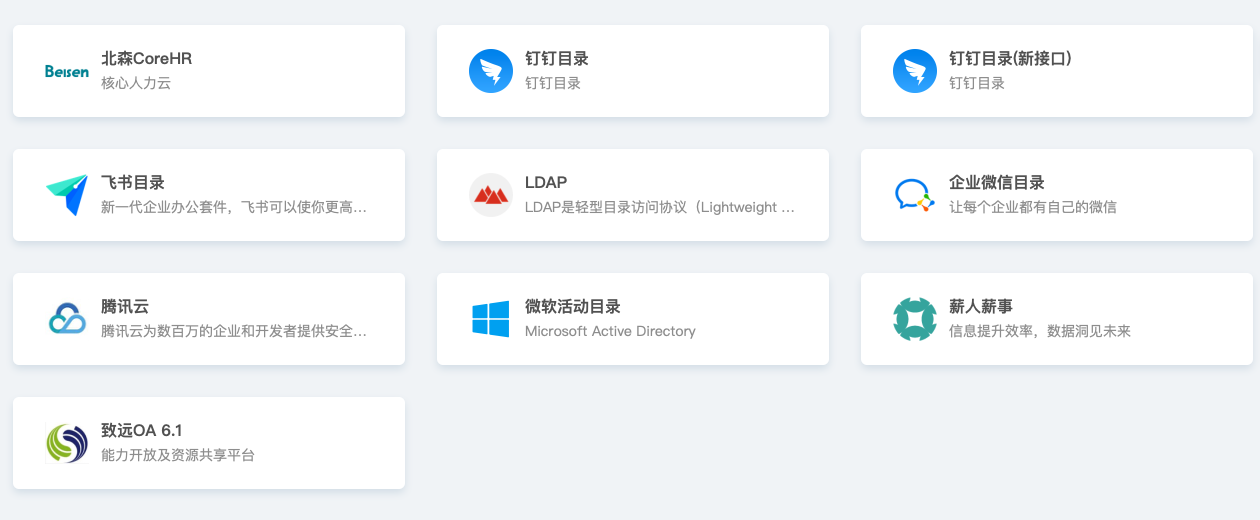 Beisen
北森CoreHR
核心人力云
钉钉目录
钉钉目录
钉钉目录(新接口)
钉钉目录
飞书目录
新一代企业办公套件，飞书可以使你更高...
LDAP
LDAP是轻型目录访问协议（Lightweight ...
企业微信目录
让每个企业都有自己的微信
腾讯云
腾讯云为数百万的企业和开发者提供安全...
微软活动目录
Microsoft Active Directory
薪人薪事
信息提升效率，数据洞见未来
致远OA 6.1
能力开放及资源共享平台